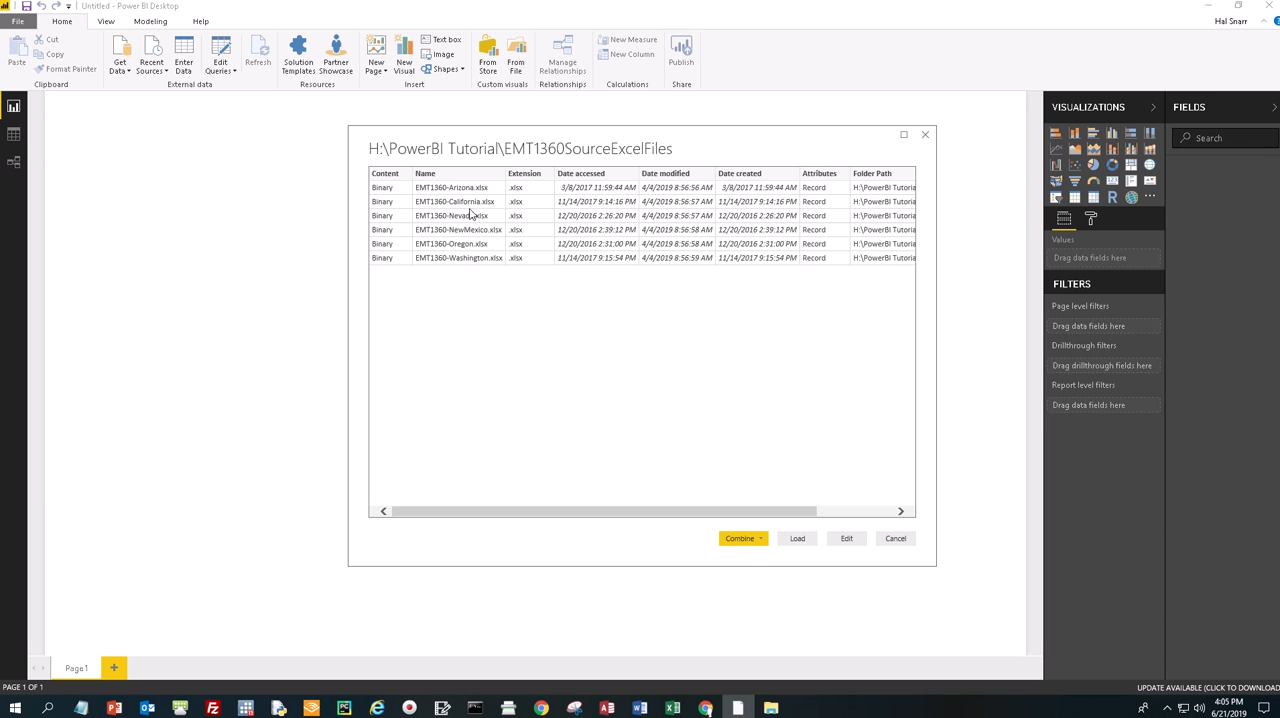 Untitled - Power BI Desktop
File Home View Modeling Help
Hal Snarr
Cut
Copy
Format Painter
Paste
Clipboard
Get Data
Recent Sources
Enter Data
Edit Queries
Refresh
External data
Solution Templates
Partner Showcase
Resources
New Page
New Visual
Text box
Image
Shapes
Insert
From Store
From File
Custom visuals
Manage Relationships
Relationships
New Measure
New Column
Calculations
Publish
Share
H:\PowerBI Tutorial\EMT1360SourceExcelFiles
Content Name Extension Date accessed Date modified Date created Attributes Folder Path
Binary EMT1360-Arizona.xlsx .xlsx 3/8/2017 11:59:44 AM 4/4/2019 8:56:56 AM 3/8/2017 11:59:44 AM Record H:\PowerBI Tutoria
Binary EMT1360-California.xlsx .xlsx 11/14/2017 9:14:16 PM 4/4/2019 8:56:57 AM 11/14/2017 9:14:16 PM Record H:\PowerBI Tutoria
Binary .xlsx 12/20/2016 2:26:20 PM 4/4/2019 8:56:57 AM 12/20/2016 2:26:20 PM Record H:\PowerBI Tutoria
Binary EMT1360-NewMexico.xlsx .xlsx 12/20/2016 2:39:12 PM 4/4/2019 8:56:58 AM 12/20/2016 2:39:12 PM Record H:\PowerBI Tutoria
Binary EMT1360-Oregon.xlsx .xlsx 12/20/2016 2:31:00 PM 4/4/2019 8:56:58 AM 12/20/2016 2:31:00 PM Record H:\PowerBI Tutoria
Binary EMT1360-Washington.xlsx .xlsx 11/14/2017 9:15:54 PM 4/4/2019 8:56:59 AM 11/14/2017 9:15:54 PM Record H:\PowerBI Tutoria
Combine Load Edit Cancel
VISUALIZATIONS
R
Values
Drag data fields here
FILTERS
Page level filters
Drag data fields here
Drillthrough filters
Drag drillthrough fields here
Report level filters
Drag data fields here
FIELDS
Search
Page 1
PAGE 1 OF 1
UPDATE AVAILABLE (CLICK TO DOWNLOAD
4:05 PM
6/21/2019